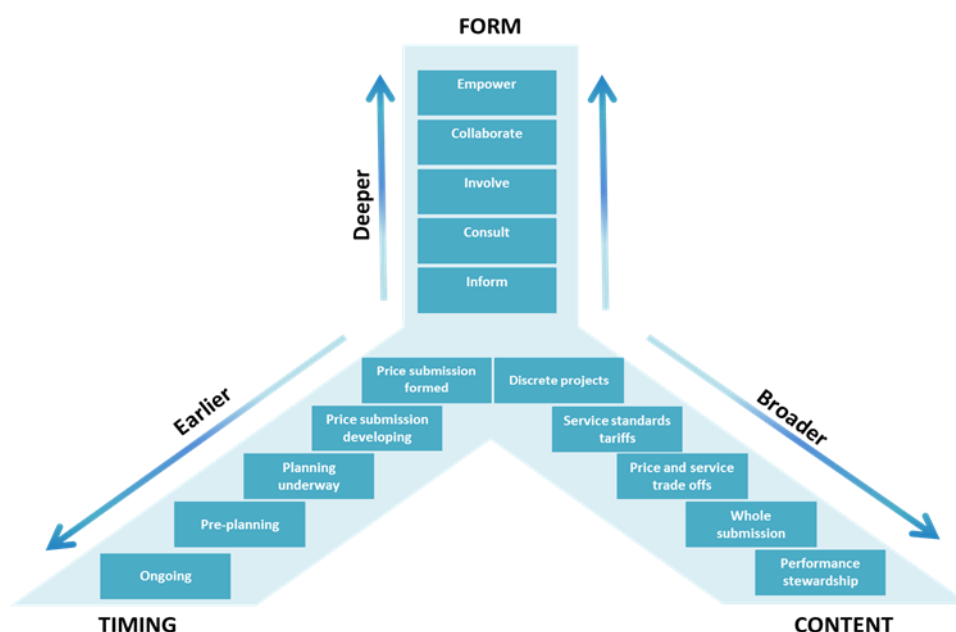 FORM
Empower
Collaborate
Involve
Consult
Inform
Deeper
Earlier
Broader
Price submission
formed
Price submission
developing
Planning
underway
Pre-planning
Ongoing
Discrete projects
Service standards
tariffs
Price and service
trade offs
Whole
submission
Performance
stewardship
TIMING
CONTENT